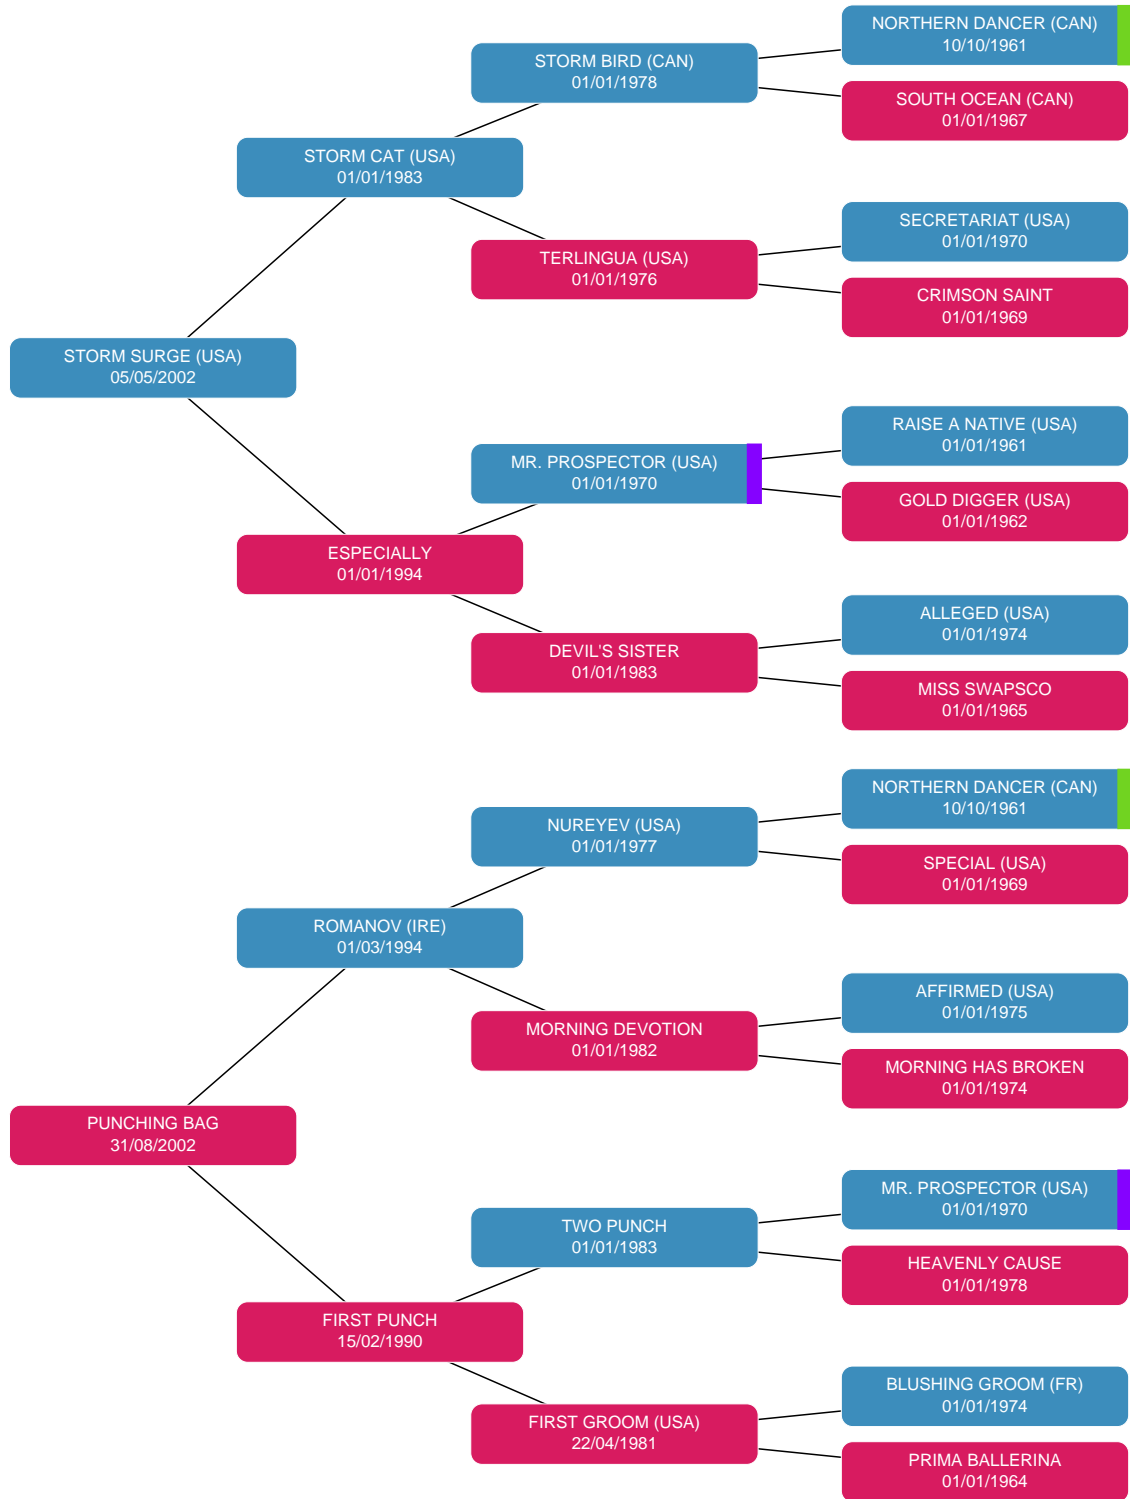 NORTHERN DANCER (CAN)
10/10/1961
STORM BIRD (CAN)
01/01/1978
SOUTH OCEAN (CAN)
01/01/1967
STORM CAT (USA)
01/01/1983
SECRETARIAT (USA)
01/01/1970
TERLINGUA (USA)
01/01/1976
CRIMSON SAINT
01/01/1969
STORM SURGE (USA)
05/05/2002
RAISE A NATIVE (USA)
01/01/1961
MR. PROSPECTOR (USA)
01/01/1970
GOLD DIGGER (USA)
01/01/1962
ESPECIALLY
01/01/1994
ALLEGED (USA)
01/01/1974
DEVIL'S SISTER
01/01/1983
MISS SWAPSCO
01/01/1965
NORTHERN DANCER (CAN)
10/10/1961
NUREYEV (USA)
01/01/1977
SPECIAL (USA)
01/01/1969
ROMANOV (IRE)
01/03/1994
AFFIRMED (USA)
01/01/1975
MORNING DEVOTION
01/01/1982
MORNING HAS BROKEN
01/01/1974
PUNCHING BAG
31/08/2002
MR. PROSPECTOR (USA)
01/01/1970
TWO PUNCH
01/01/1983
HEAVENLY CAUSE
01/01/1978
FIRST PUNCH
15/02/1990
BLUSHING GROOM (FR)
01/01/1974
FIRST GROOM (USA)
22/04/1981
PRIMA BALLERINA
01/01/1964